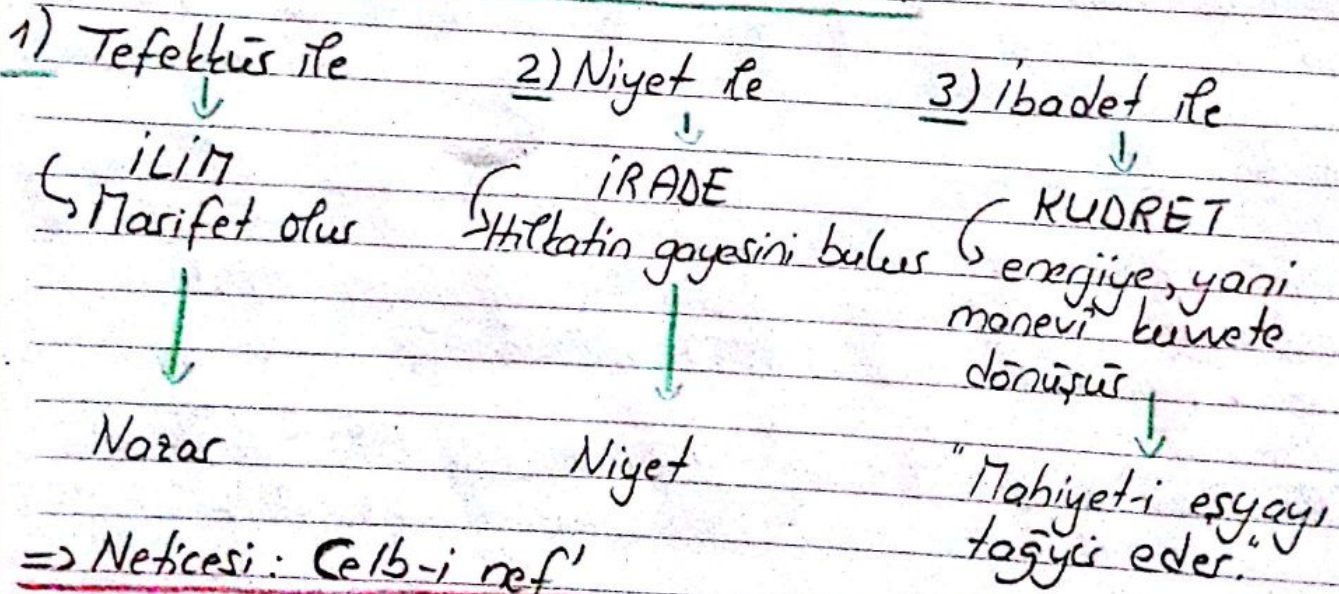 1) Tefekkür ile
2) Niyet ile
3) İbadet ile
İLİM
Marifet olur
İRADE
Hilkatin gayesini bulur
KUDRET
enerjiye, yani
manevî kuvvete
dönüşür
Nazar
Niyet
"Mahiyet-i eşyayı
tağyir eder."
=> Neticesi: Celb-i nef'